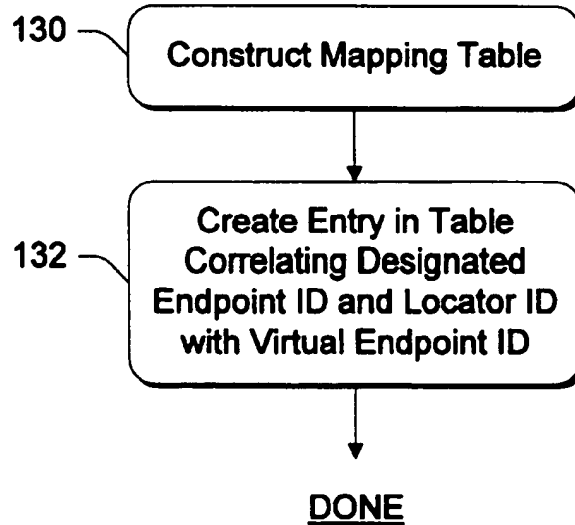 130
Construct Mapping Table
132
Create Entry in Table
Correlating Designated
Endpoint ID and Locator ID
with Virtual Endpoint ID
DONE